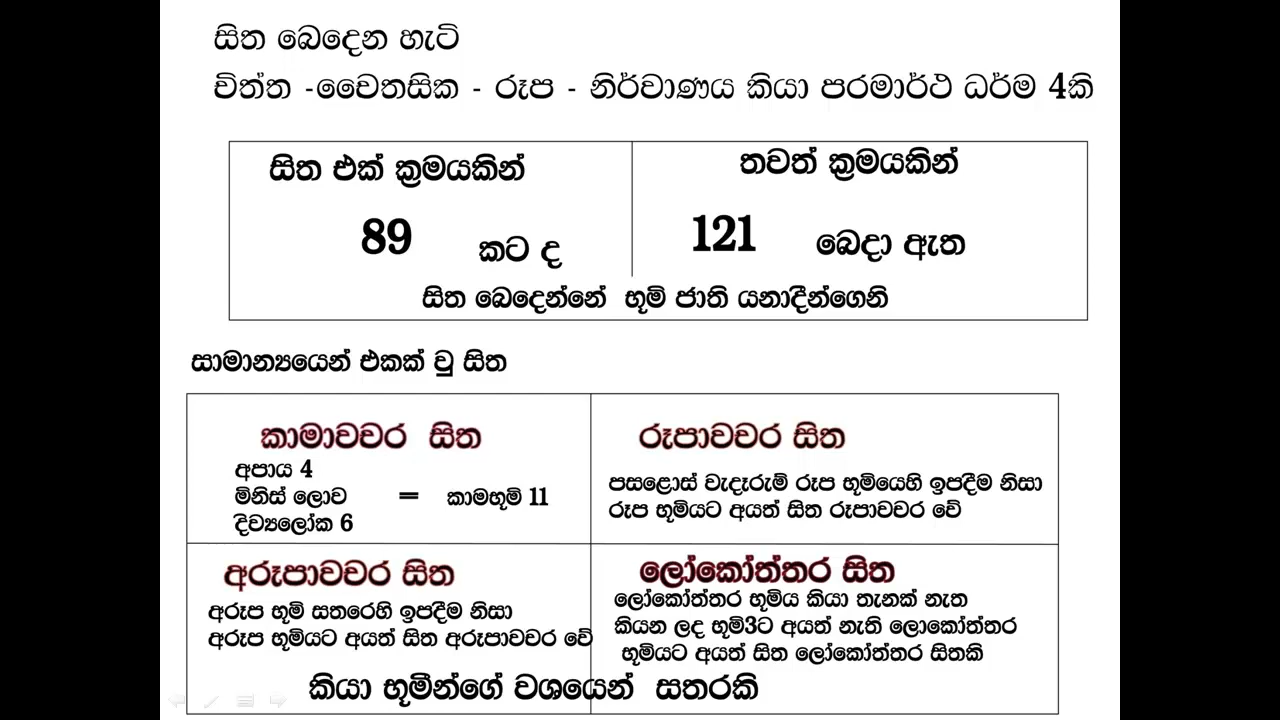 සිත බෙදෙන හැටි
චිත්ත -චෛතසික - රූප - නිර්වාණය කියා පරමාර්ථ ධර්ම 4කි
සිත එක් ක්‍රමයකින්
89 කට ද
තවත් ක්‍රමයකින්
121 බෙදා ඇත
සිත බෙදෙන්නේ භූමි ජාති යනාදීන්ගෙනි
සාමාන්‍යයෙන් එකක් වු සිත
කාමාවචර සිත
අපාය 4
මිනිස් ලොව = කාමභූමි 11
දිව්‍යලෝක 6
රූපාවචර සිත
පසළොස් වැදෑරුම් රූප භූමියෙහි ඉපදීම නිසා
රූප භූමියට අයත් සිත රූපාවචර වේ
අරූපාවචර සිත
අරූප භූමි සතරෙහි ඉපදීම නිසා
අරූප භූමියට අයත් සිත අරූපාවචර වේ
ලෝකෝත්තර සිත
ලෝකෝත්තර භූමිය කියා තැනක් නැත
කියන ලද භූමි3ට අයත් නැති ලොකෝත්තර
භූමියට අයත් සිත ලෝකෝත්තර සිතකි
කියා භූමීන්ගේ වශයෙන් සතරකි